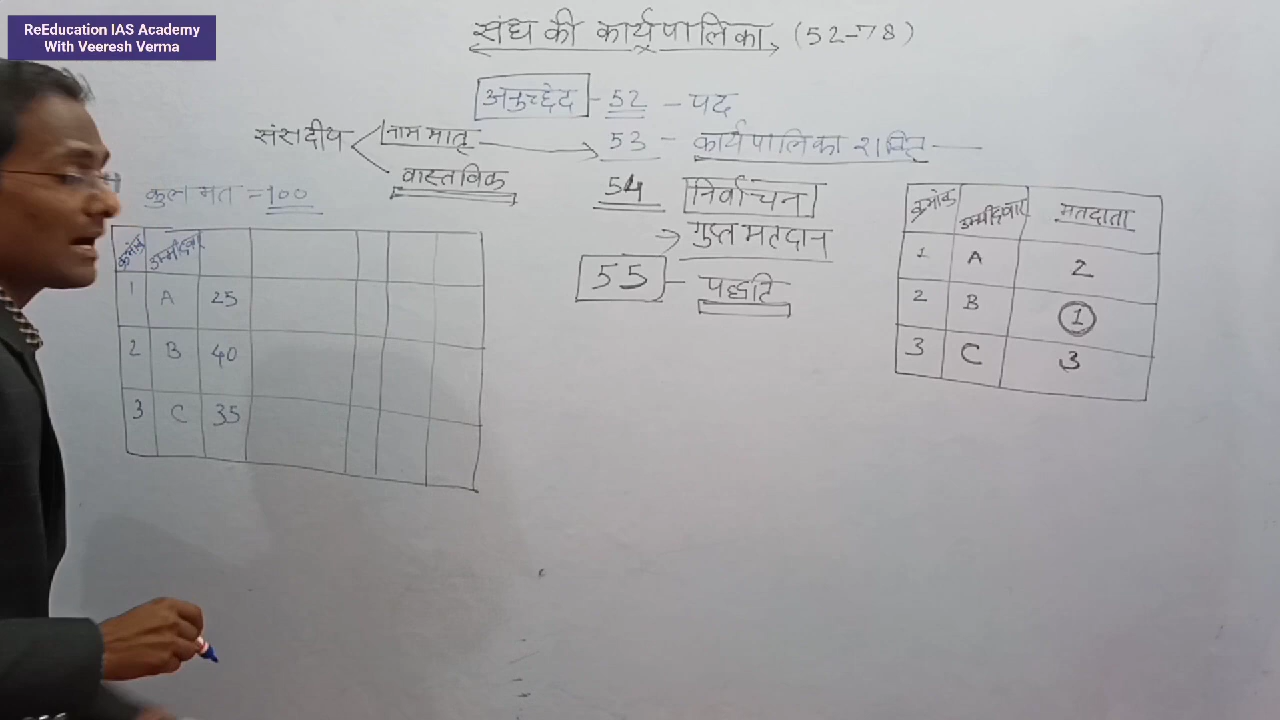 ReEducation IAS Academy
With Veeresh Verma
संघ की कार्यपालिका, (52-78)
अनुच्छेद - 52 - पद
संसदीय
नाम मात्र
वास्तविक
53 - कार्यपालिका शक्ति —
54 निर्वाचन
गुप्त मतदान
55 - पद्धति
कुल मत = 100
क्रमांक उम्मीदवार
1 A 25
2 B 40
3 C 35
क्रमांक उम्मीदवार मतदाता
1 A 2
2 B 1
3 C 3